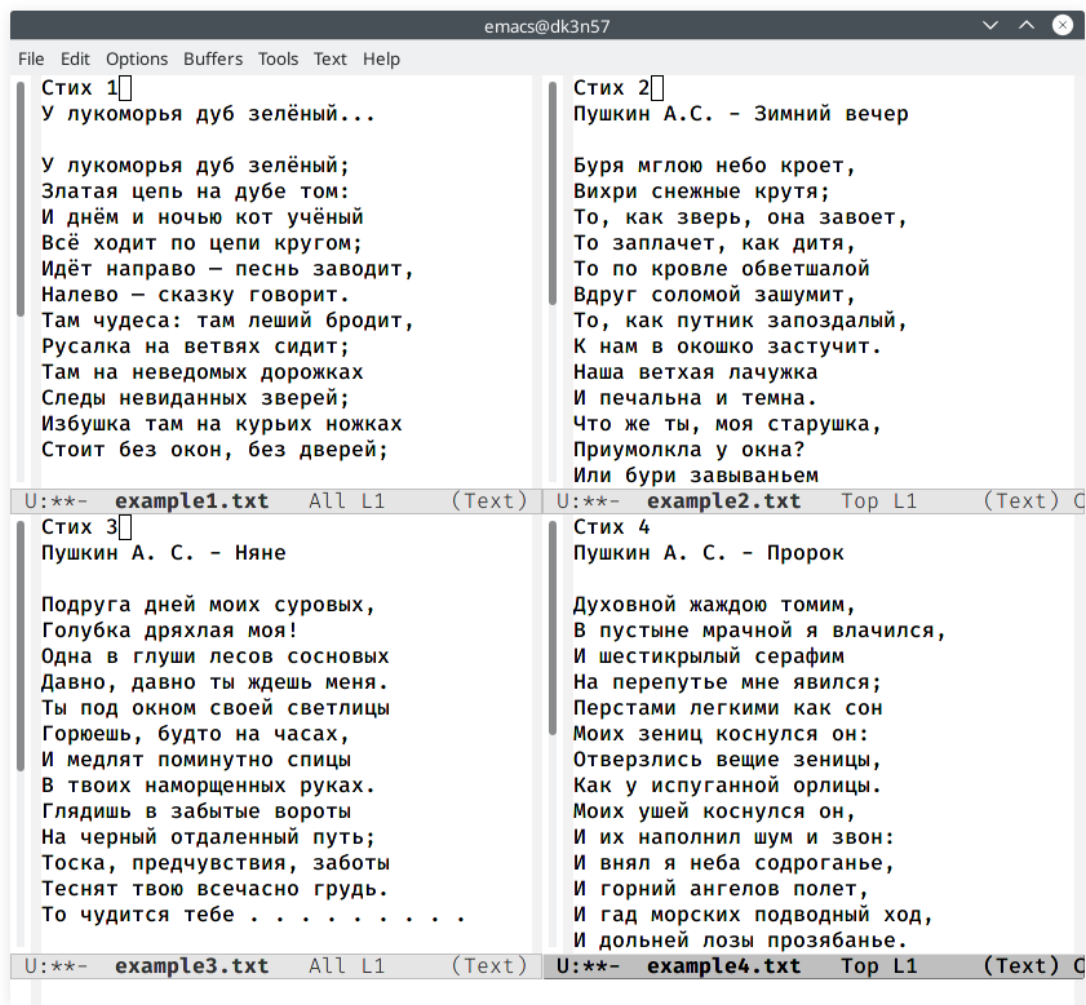 emacs@dk3n57
File Edit Options Buffers Tools Text Help
Стих 1
У лукоморья дуб зелёный...

У лукоморья дуб зелёный;
Златая цепь на дубе том:
И днём и ночью кот учёный
Всё ходит по цепи кругом;
Идёт направо — песнь заводит,
Налево — сказку говорит.
Там чудеса: там леший бродит,
Русалка на ветвях сидит;
Там на неведомых дорожках
Следы невиданных зверей;
Избушка там на курьих ножках
Стоит без окон, без дверей;
U:**- example1.txt All L1 (Text)
Стих 2
Пушкин А.С. - Зимний вечер

Буря мглою небо кроет,
Вихри снежные крутя;
То, как зверь, она завоет,
То заплачет, как дитя,
То по кровле обветшалой
Вдруг соломой зашумит,
То, как путник запоздалый,
К нам в окошко застучит.
Наша ветхая лачужка
И печальна и темна.
Что же ты, моя старушка,
Приумолкла у окна?
Или бури завываньем
U:**- example2.txt Top L1 (Text) C
Стих 3
Пушкин А. С. - Няне

Подруга дней моих суровых,
Голубка дряхлая моя!
Одна в глуши лесов сосновых
Давно, давно ты ждешь меня.
Ты под окном своей светлицы
Горюешь, будто на часах,
И медлят поминутно спицы
В твоих наморщенных руках.
Глядишь в забытые вороты
На черный отдаленный путь;
Тоска, предчувствия, заботы
Теснят твою всечасно грудь.
То чудится тебе . . . . . . . . .
U:**- example3.txt All L1 (Text)
Стих 4
Пушкин А. С. - Пророк

Духовной жаждою томим,
В пустыне мрачной я влачился,
И шестикрылый серафим
На перепутье мне явился;
Перстами легкими как сон
Моих зениц коснулся он:
Отверзлись вещие зеницы,
Как у испуганной орлицы.
Моих ушей коснулся он,
И их наполнил шум и звон:
И внял я неба содроганье,
И горний ангелов полет,
И гад морских подводный ход,
И дольней лозы прозябанье.
U:**- example4.txt Top L1 (Text) C